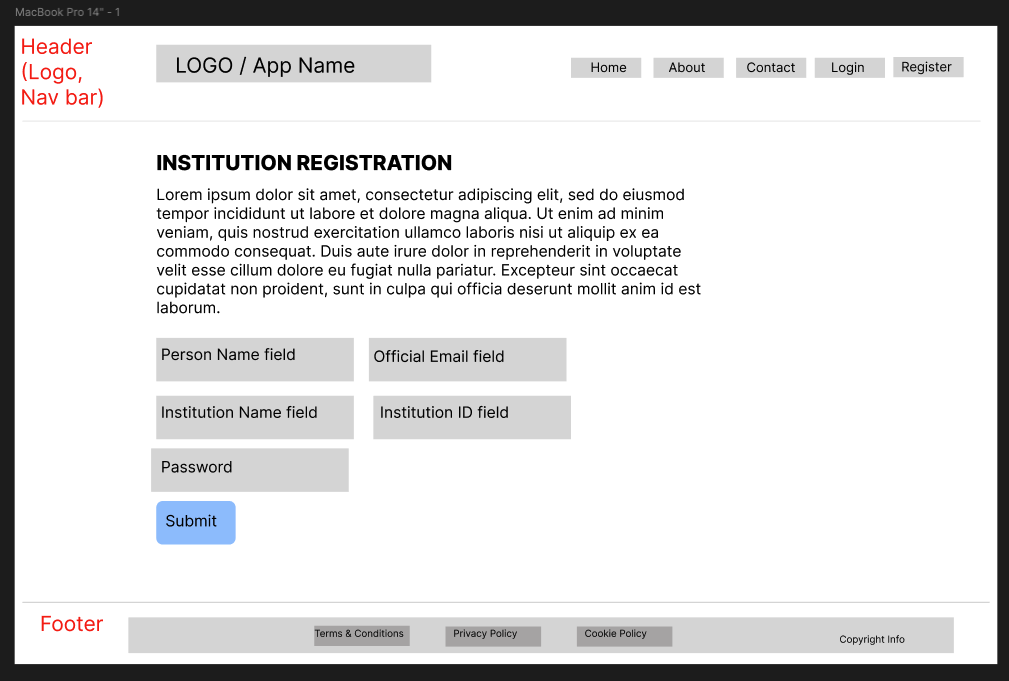 MacBook Pro 14" - 1
Header
(Logo,
Nav bar)
LOGO / App Name
Home
About
Contact
Login
Register
INSTITUTION REGISTRATION
Lorem ipsum dolor sit amet, consectetur adipiscing elit, sed do eiusmod
tempor incididunt ut labore et dolore magna aliqua. Ut enim ad minim
veniam, quis nostrud exercitation ullamco laboris nisi ut aliquip ex ea
commodo consequat. Duis aute irure dolor in reprehenderit in voluptate
velit esse cillum dolore eu fugiat nulla pariatur. Excepteur sint occaecat
cupidatat non proident, sunt in culpa qui officia deserunt mollit anim id est
laborum.
Person Name field
Official Email field
Institution Name field
Institution ID field
Password
Submit
Footer
Terms & Conditions
Privacy Policy
Cookie Policy
Copyright Info